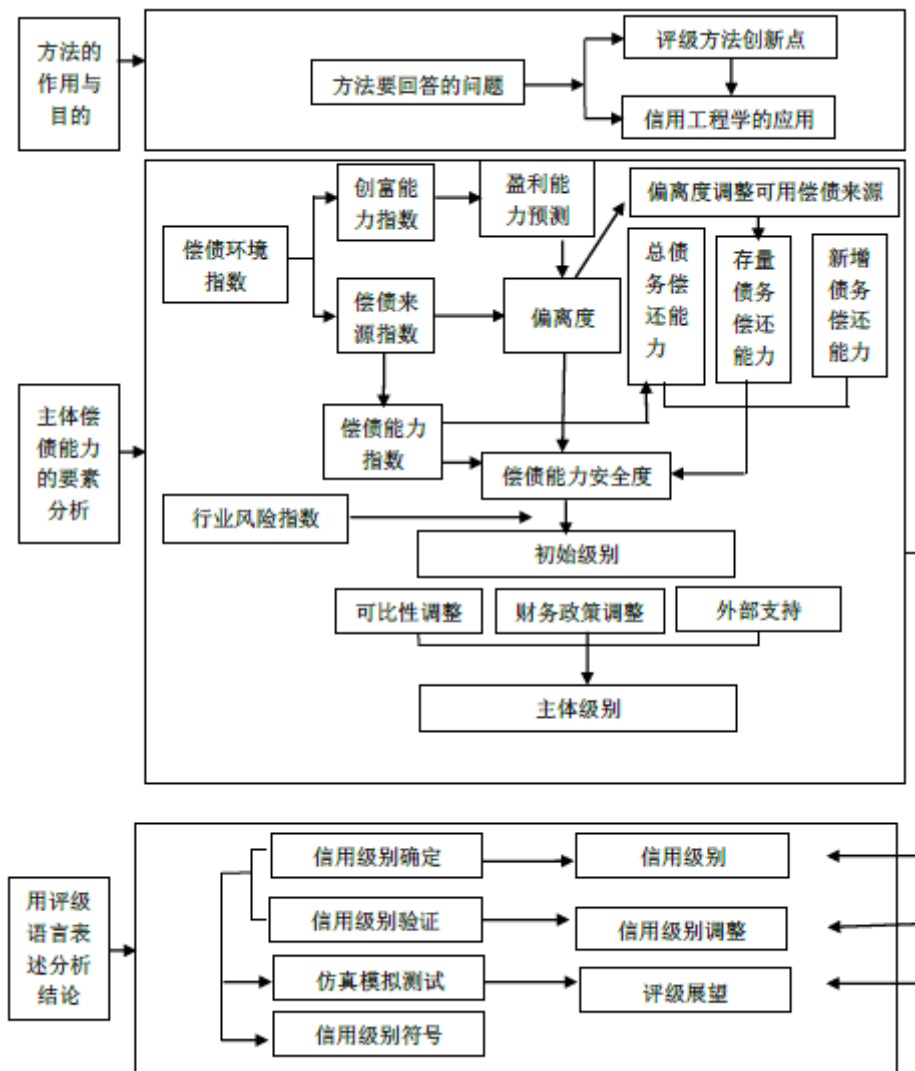 方法的
作用与
目的
方法要回答的问题
评级方法创新点
信用工程学的应用
主体偿
债能力
的要素
分析
偿债环境
指数
创富能
力指数
盈利能
力预测
偏离度调整可用偿债来源
偿债来
源指数
偏离度
总债
务偿
还能
力
存量
债务
偿还
能力
新增
债务
偿还
能力
偿债能力
指数
偿债能力安全度
行业风险指数
初始级别
可比性调整
财务政策调整
外部支持
主体级别
用评级
语言表
述分析
结论
信用级别确定
信用级别
信用级别验证
信用级别调整
仿真模拟测试
评级展望
信用级别符号